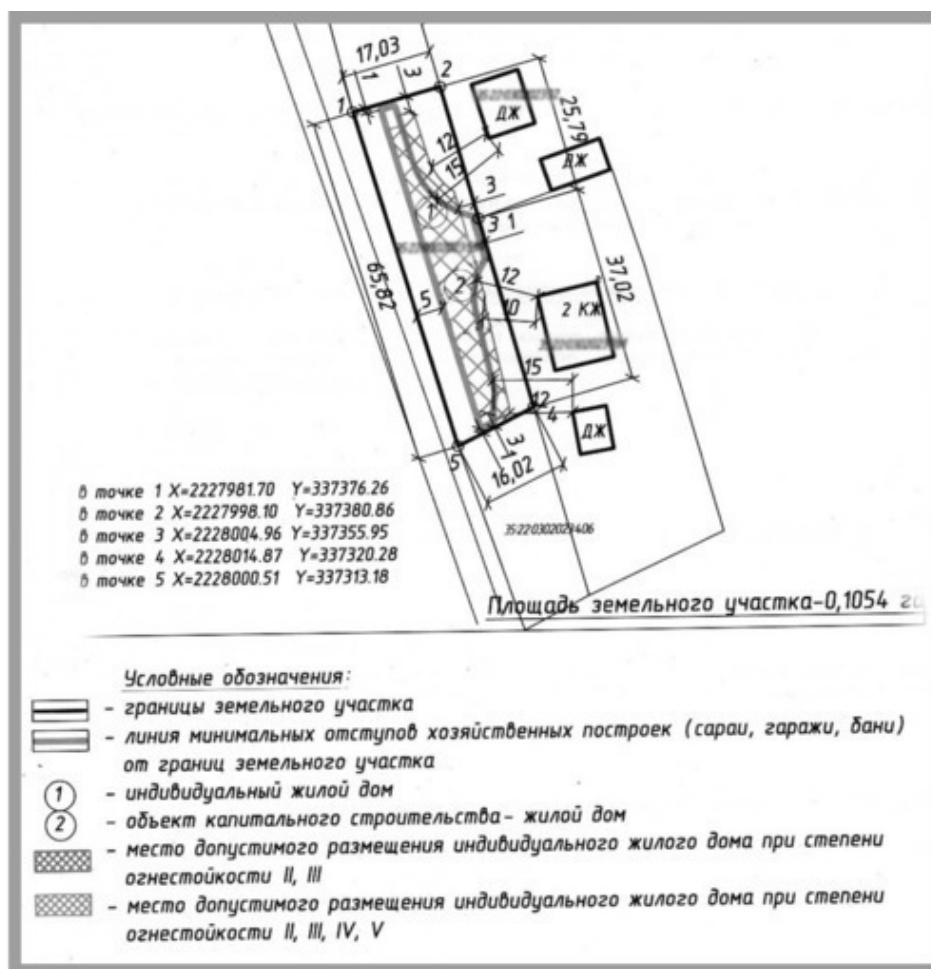 17,03
1
3
2
1
ДЖ
25,79
12
15
ДЖ
3
1
3
1
65,82
2
12
37,02
5
10
2 КЖ
15
12
4
ДЖ
3
1
16,02
5
в точке 1 X=2227981.70 Y=337376.26
в точке 2 X=2227998.10 Y=337380.86
в точке 3 X=2228004.96 Y=337355.95
в точке 4 X=2228014.87 Y=337320.28
в точке 5 X=2228000.51 Y=337313.18
Площадь земельного участка-0,1054 га
Условные обозначения:
- границы земельного участка
- линия минимальных отступов хозяйственных построек (сараи, гаражи, бани)
от границ земельного участка
1 - индивидуальный жилой дом
2 - объект капитального строительства- жилой дом
- место допустимого размещения индивидуального жилого дома при степени
огнестойкости II, III
- место допустимого размещения индивидуального жилого дома при степени
огнестойкости II, III, IV, V